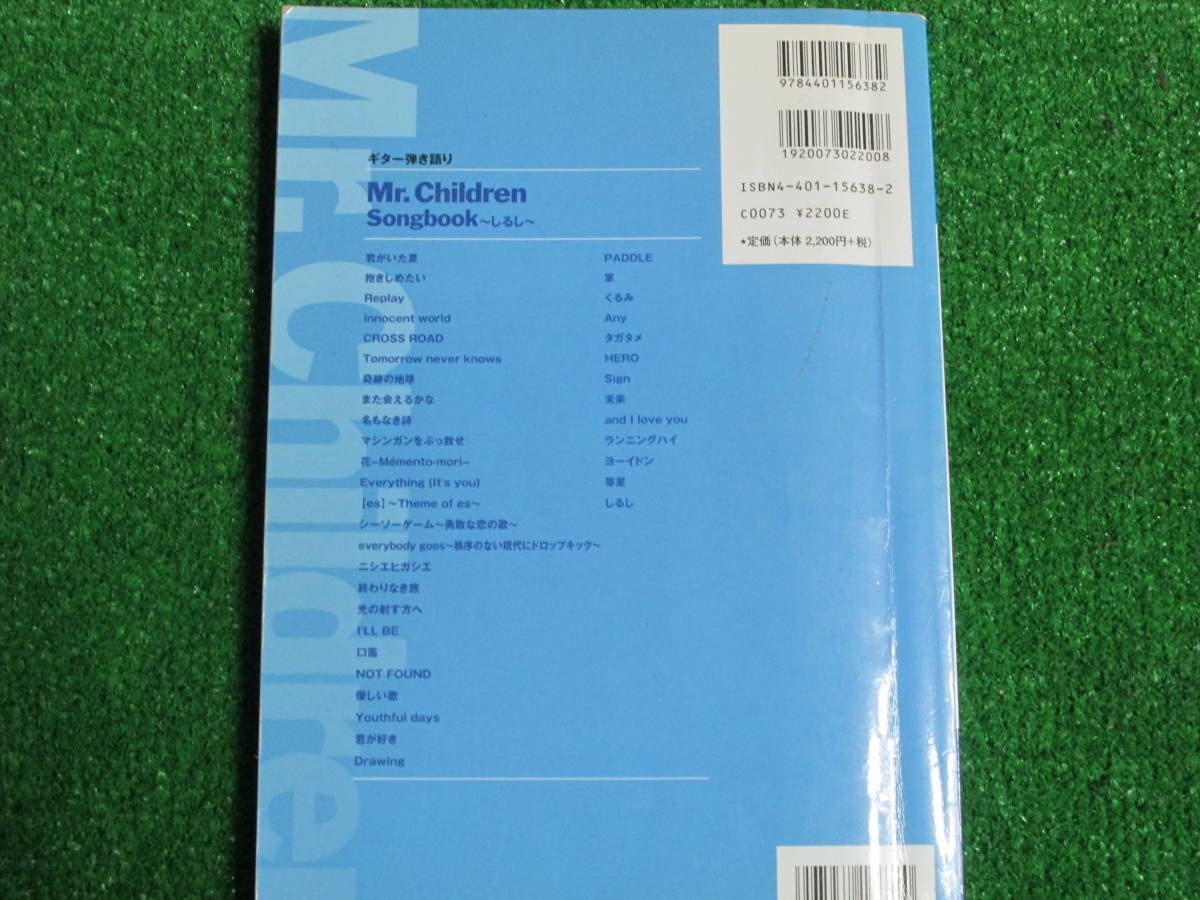 Mr.Children
9784401156382
1920073022008
ISBN4-401-15638-2
C0073 ¥2200E
★定価(本体 2,200円+税)
ギター弾き語り
Mr. Children
Songbook～しるし～
君がいた夏
抱きしめたい
Replay
innocent world
CROSS ROAD
Tomorrow never knows
奇跡の地球
また会えるかな
名もなき詩
マシンガンをぶっ放せ
花–Mémento-mori–
Everything (It's you)
【es】～Theme of es～
シーソーゲーム～勇敢な恋の歌～
everybody goes～秩序のない現代にドロップキック～
ニシエヒガシエ
終わりなき旅
光の射す方へ
I'LL BE
口笛
NOT FOUND
優しい歌
Youthful days
君が好き
Drawing
PADDLE
掌
くるみ
Any
タガタメ
HERO
Sign
未来
and I love you
ランニングハイ
ヨーイドン
箒星
しるし